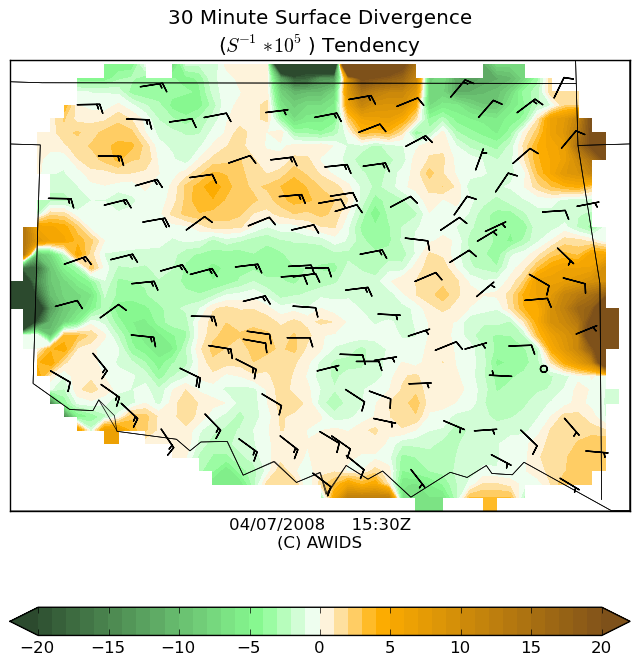 30 Minute Surface Divergence
(S⁻¹ *10⁵ ) Tendency
04/07/2008 15:30Z
(C) AWIDS
−20 −15 −10 −5 0 5 10 15 20